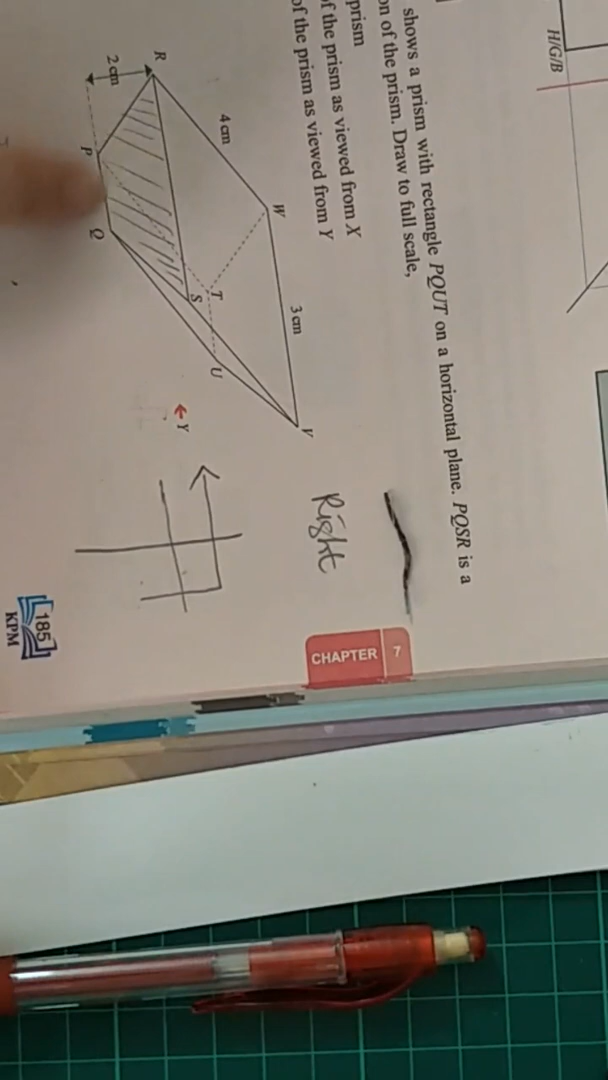 H/G/B
shows a prism with rectangle PQUT on a horizontal plane. PQSR is a
on of the prism. Draw to full scale,
prism
f the prism as viewed from X
of the prism as viewed from Y
W
3 cm
V
4 cm
R
T
S
U
2 cm
P
Q
Y
Right
CHAPTER 7
185
KPM